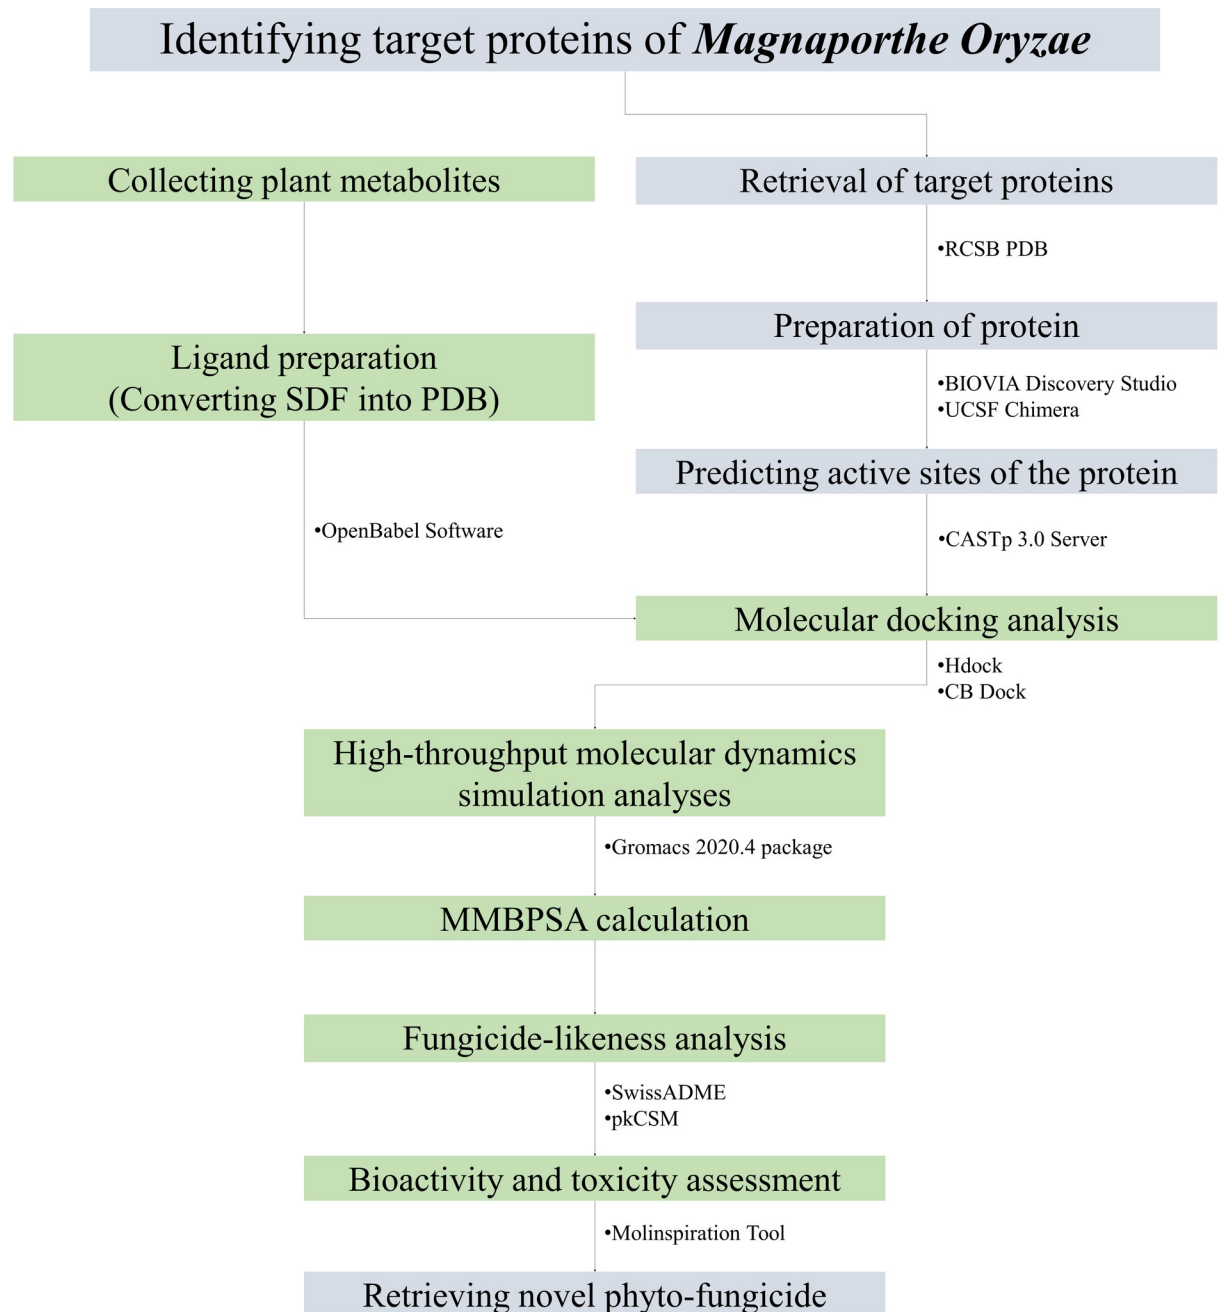 Identifying target proteins of Magnaporthe Oryzae
Collecting plant metabolites
Retrieval of target proteins
•RCSB PDB
Preparation of protein
Ligand preparation
(Converting SDF into PDB)
•BIOVIA Discovery Studio
•UCSF Chimera
Predicting active sites of the protein
•OpenBabel Software
•CASTp 3.0 Server
Molecular docking analysis
•Hdock
•CB Dock
High-throughput molecular dynamics
simulation analyses
•Gromacs 2020.4 package
MMBPSA calculation
Fungicide-likeness analysis
•SwissADME
•pkCSM
Bioactivity and toxicity assessment
•Molinspiration Tool
Retrieving novel phyto-fungicide